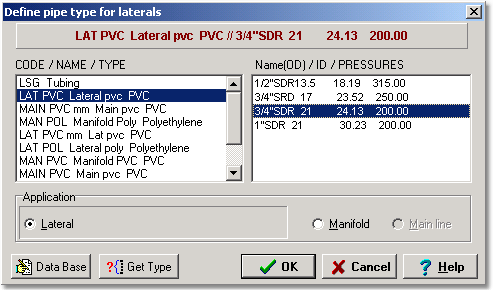 Define pipe type for laterals
LAT PVC Lateral pvc PVC // 3/4"SDR 21 24.13 200.00
CODE / NAME / TYPE
Name(OD) / ID / PRESSURES
LSG Tubing
LAT PVC Lateral pvc PVC
MAIN PVC mm Main pvc PVC
MAN POL Manifold Poly Polyethylene
LAT PVC mm Lat pvc PVC
LAT POL Lateral poly Polyethylene
MAN PVC Manifold PVC PVC
MAIN PVC Main pvc PVC
1/2"SDR13.5 18.19 315.00
3/4"SRD 17 23.52 250.00
3/4"SDR 21 24.13 200.00
1"SDR 21 30.23 200.00
Application
Lateral
Manifold
Main line
Data Base
Get Type
OK
Cancel
Help